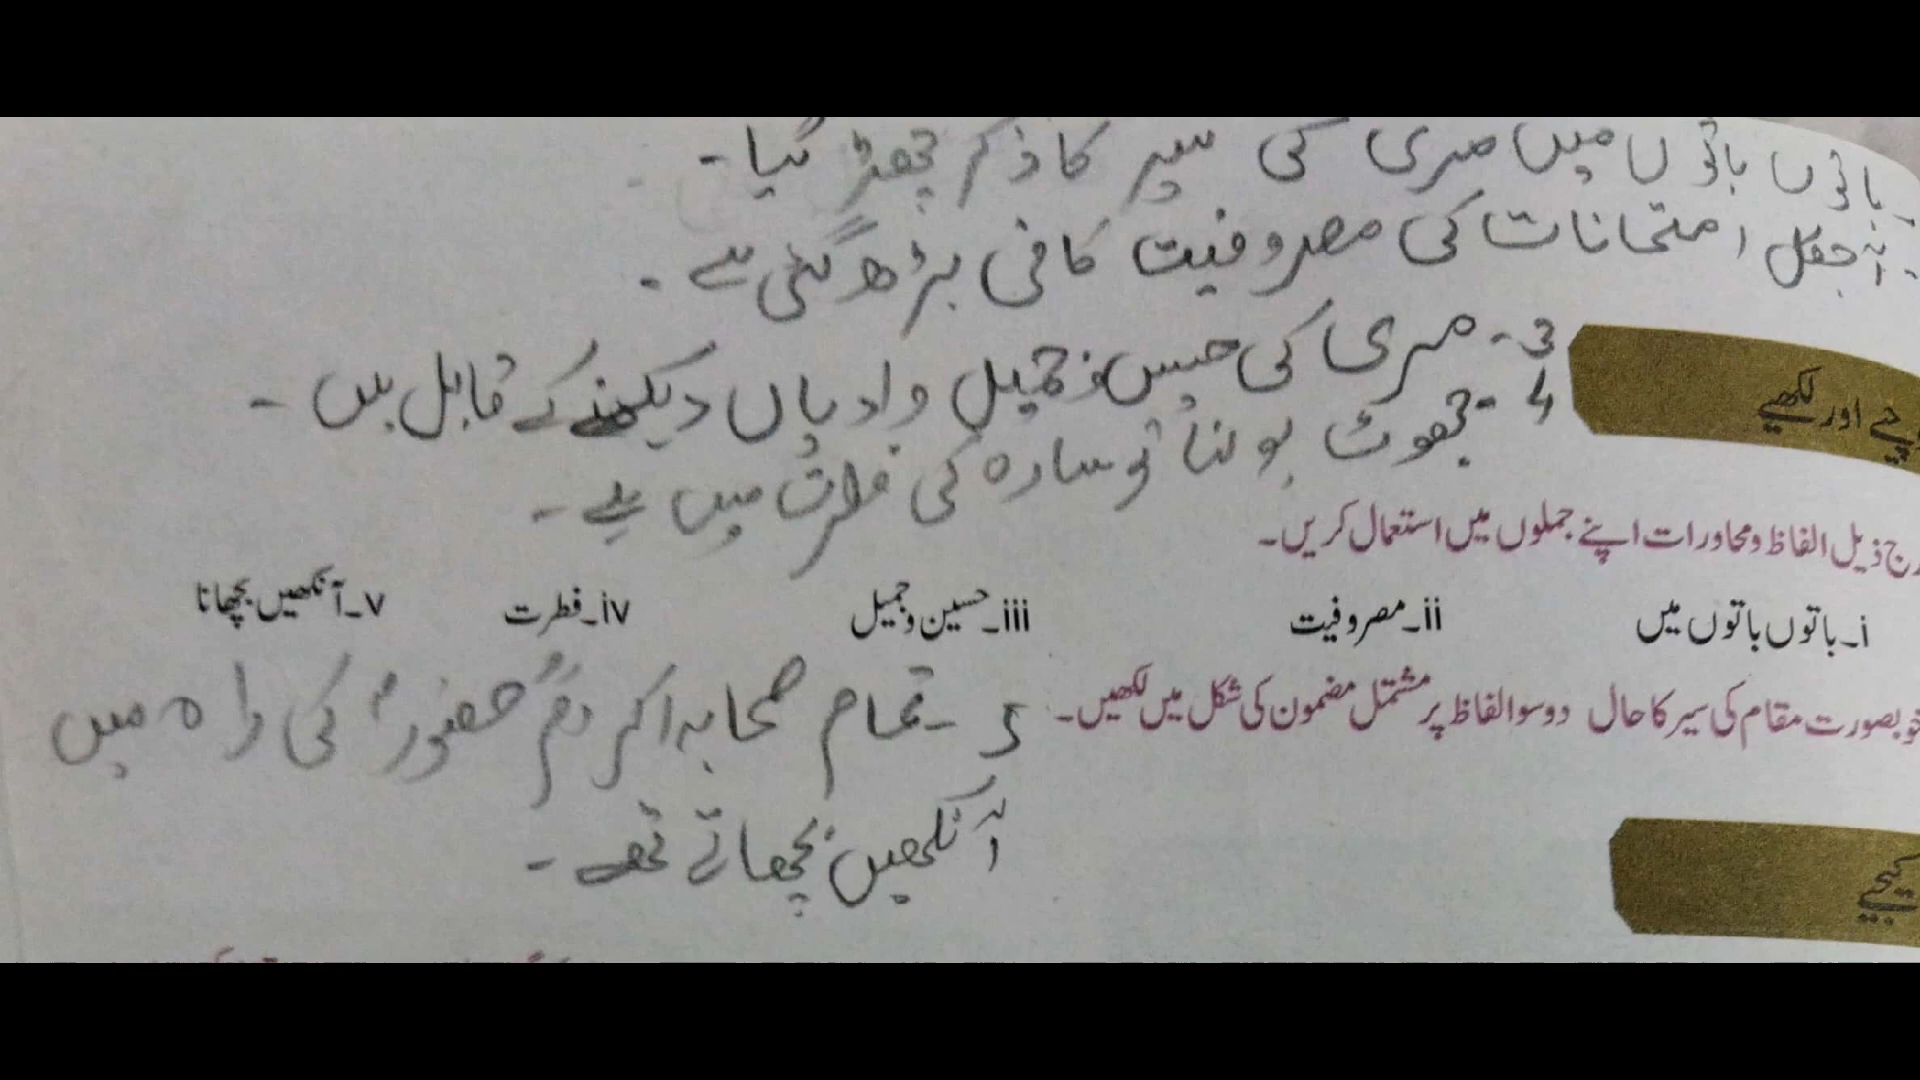 باتوں باتوں میں مری کی سیر کا ذکر چھڑ گیا۔
آجکل امتحانات کی مصروفیت کافی بڑھ گئی ہے۔
3۔ مری کی حسین و جمیل وادیاں دیکھنے کے قابل ہیں۔
4۔ جھوٹ بولنا تو سارہ کی فطرت میں ہے۔
اور لکھیے
ذیل الفاظ و محاورات اپنے جملوں میں استعمال کریں۔
i۔ باتوں باتوں میں ii۔ مصروفیت iii۔ حسین و جمیل iv۔ فطرت v۔ آنکھیں بچھانا
خوبصورت مقام کی سیر کا حال دو سو الفاظ پر مشتمل مضمون کی شکل میں لکھیں۔
5۔ تمام صحابہ اکرمؓ حضورؐ کی راہ میں
آنکھیں بچھاتے تھے۔